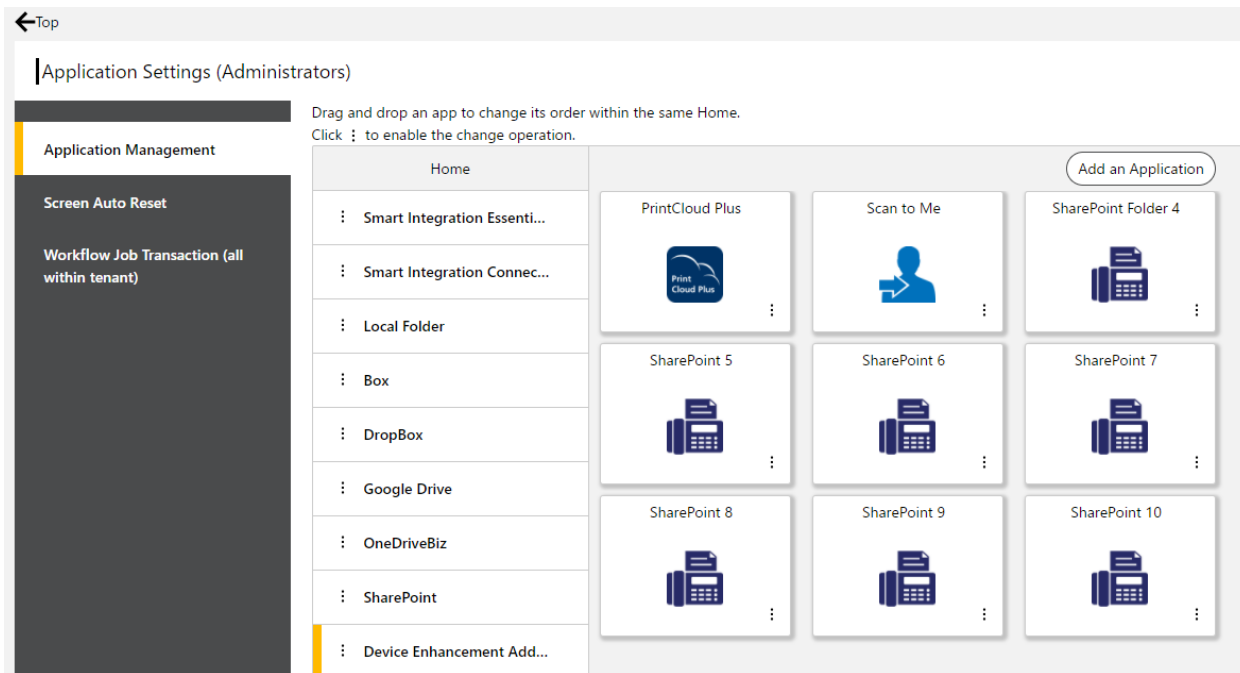 Top
Application Settings (Administrators)
Drag and drop an app to change its order within the same Home.
Click ⋮ to enable the change operation.
Application Management
Screen Auto Reset
Workflow Job Transaction (all
within tenant)
Home
Smart Integration Essenti...
Smart Integration Connec...
Local Folder
Box
DropBox
Google Drive
OneDriveBiz
SharePoint
Device Enhancement Add...
Add an Application
PrintCloud Plus
Print
Cloud Plus
Scan to Me
SharePoint Folder 4
SharePoint 5
SharePoint 6
SharePoint 7
SharePoint 8
SharePoint 9
SharePoint 10